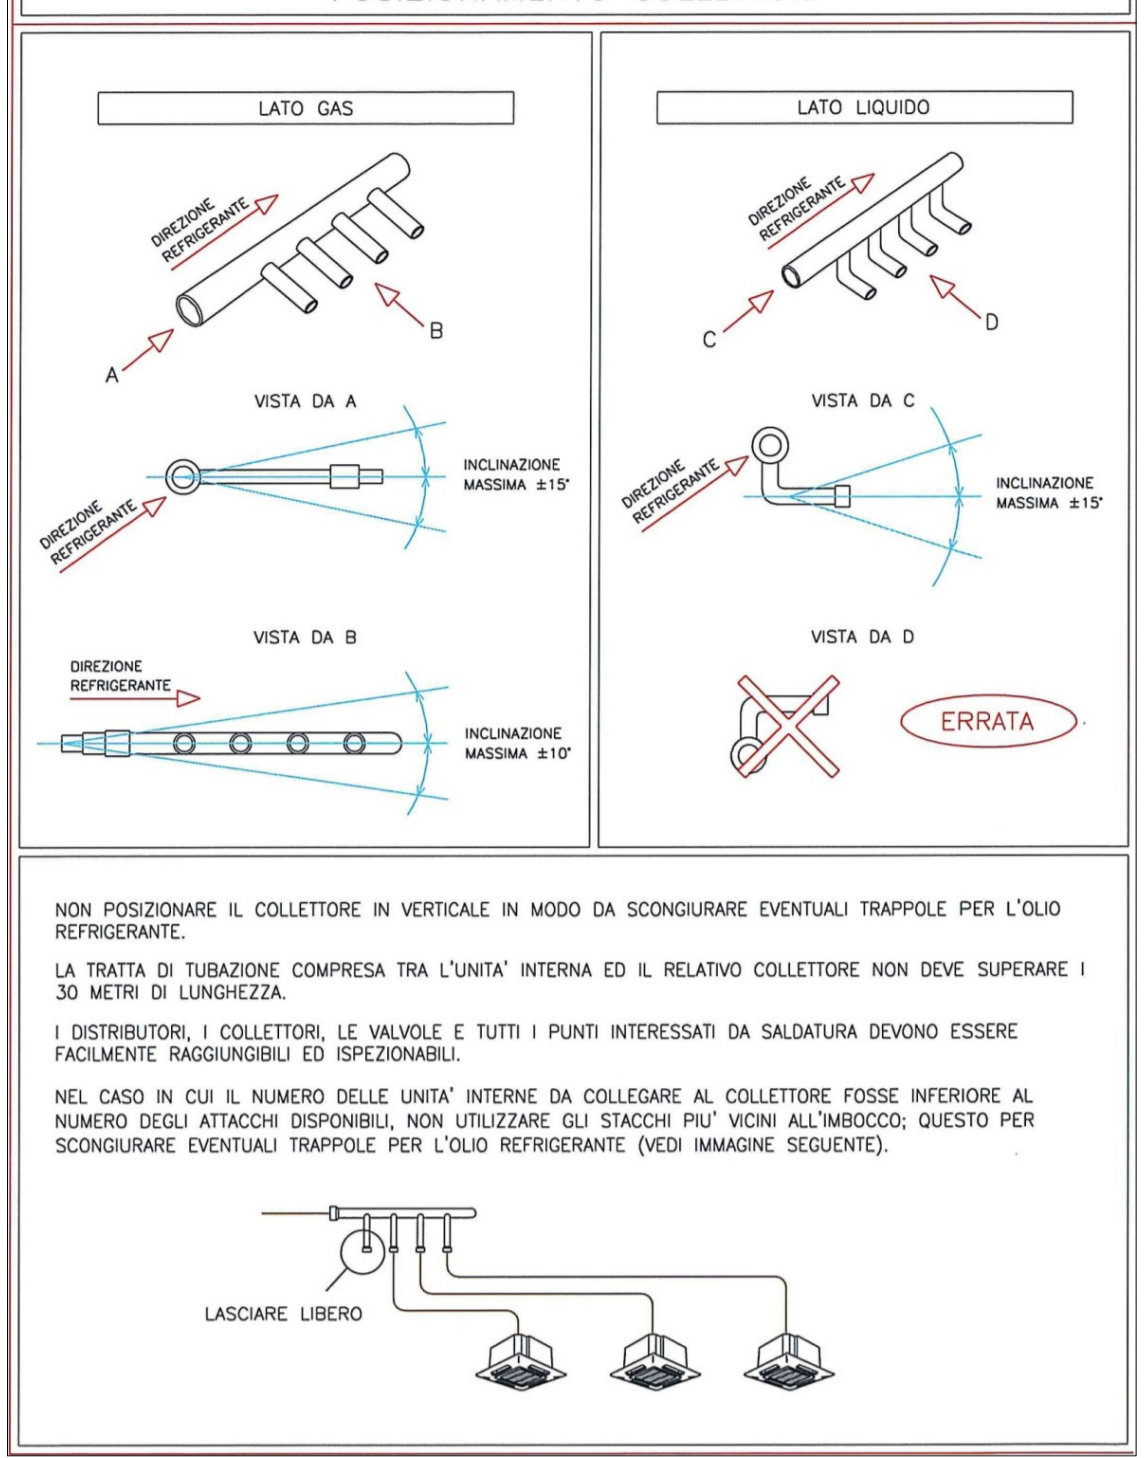 LATO GAS
DIREZIONE
REFRIGERANTE
A
B
VISTA DA A
INCLINAZIONE
MASSIMA ±15°
DIREZIONE
REFRIGERANTE
VISTA DA B
DIREZIONE
REFRIGERANTE
INCLINAZIONE
MASSIMA ±10°
LATO LIQUIDO
DIREZIONE
REFRIGERANTE
C
D
VISTA DA C
DIREZIONE
REFRIGERANTE
INCLINAZIONE
MASSIMA ±15°
VISTA DA D
ERRATA
NON POSIZIONARE IL COLLETTORE IN VERTICALE IN MODO DA SCONGIURARE EVENTUALI TRAPPOLE PER L'OLIO
REFRIGERANTE.
LA TRATTA DI TUBAZIONE COMPRESA TRA L'UNITA' INTERNA ED IL RELATIVO COLLETTORE NON DEVE SUPERARE I
30 METRI DI LUNGHEZZA.
I DISTRIBUTORI, I COLLETTORI, LE VALVOLE E TUTTI I PUNTI INTERESSATI DA SALDATURA DEVONO ESSERE
FACILMENTE RAGGIUNGIBILI ED ISPEZIONABILI.
NEL CASO IN CUI IL NUMERO DELLE UNITA' INTERNE DA COLLEGARE AL COLLETTORE FOSSE INFERIORE AL
NUMERO DEGLI ATTACCHI DISPONIBILI, NON UTILIZZARE GLI STACCHI PIU' VICINI ALL'IMBOCCO; QUESTO PER
SCONGIURARE EVENTUALI TRAPPOLE PER L'OLIO REFRIGERANTE (VEDI IMMAGINE SEGUENTE).
LASCIARE LIBERO